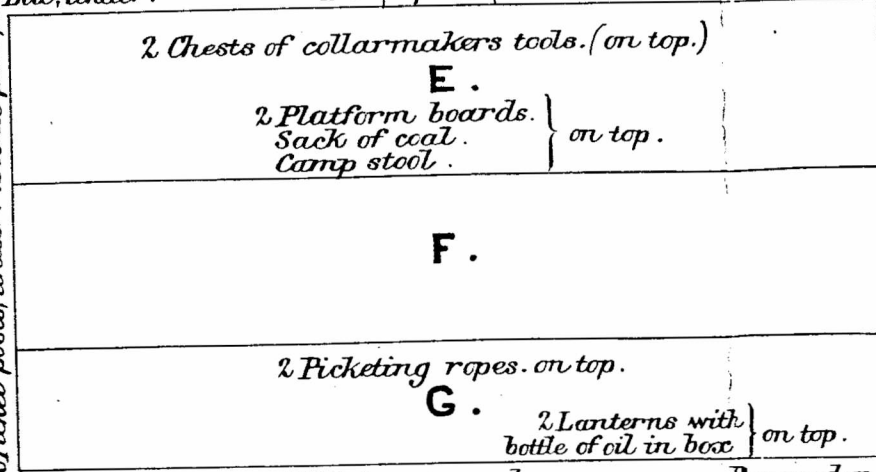 2 Chests of collarmakers tools. (on top.)
E.
2 Platform boards.
Sack of coal.
Camp stool.
on top.
F.
2 Picketing ropes. on top.
G.
2 Lanterns with
bottle of oil in box
on top.